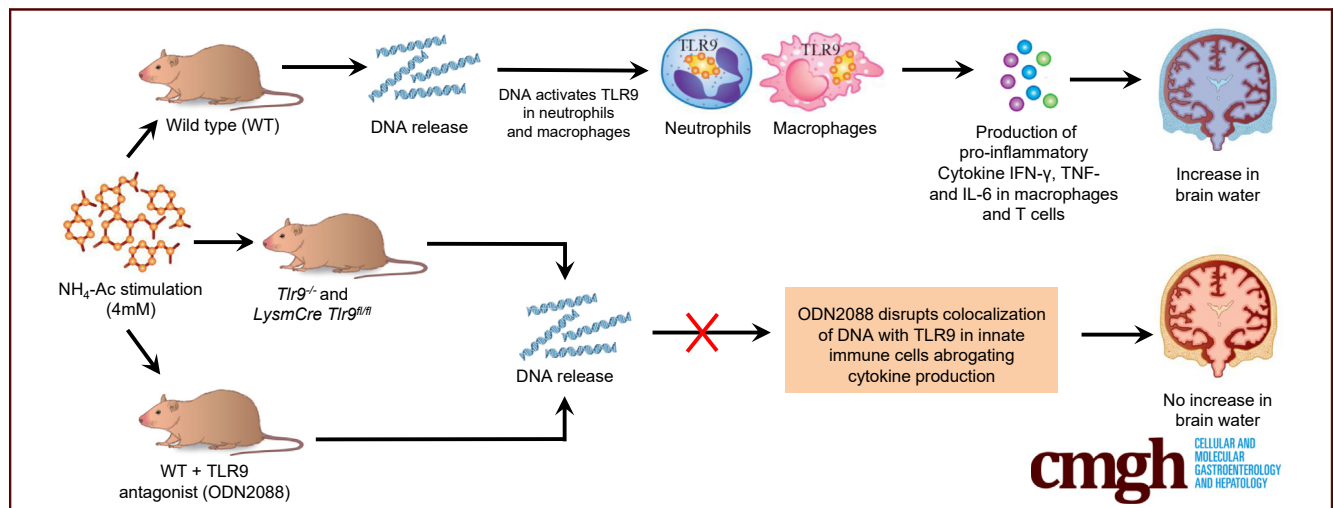 TLR9
TLR9
Wild type (WT)
DNA release
DNA activates TLR9
in neutrophils
and macrophages
Neutrophils
Macrophages
Production of
pro-inflammatory
Cytokine IFN-γ, TNF-
and IL-6 in macrophages
and T cells
Increase in
brain water
NH₄-Ac stimulation
(4mM)
Tlr9⁻/⁻ and
LysmCre Tlr9ᶠˡ/ᶠˡ
DNA release
ODN2088 disrupts colocalization
of DNA with TLR9 in innate
immune cells abrogating
cytokine production
No increase in
brain water
WT + TLR9
antagonist (ODN2088)
cmgh
CELLULAR AND
MOLECULAR
GASTROENTEROLOGY
AND HEPATOLOGY